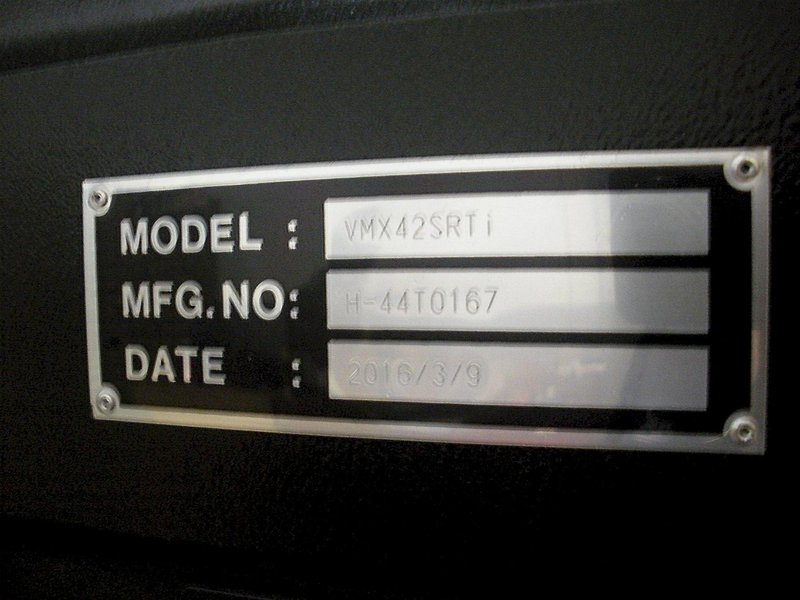 MODEL : VMX42SRTi
MFG.NO: H-44T0167
DATE : 2016/3/9